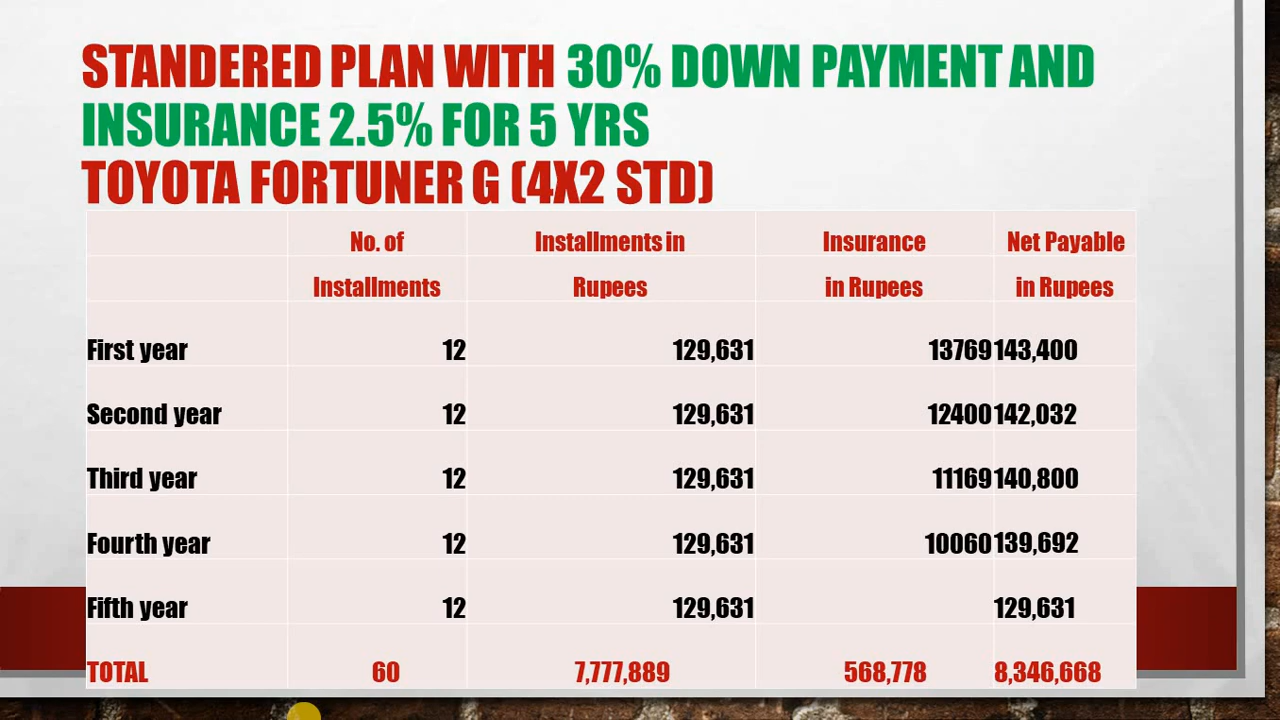 STANDERED PLAN WITH 30% DOWN PAYMENT AND
INSURANCE 2.5% FOR 5 YRS
TOYOTA FORTUNER G (4X2 STD)
No. of Installments in Insurance Net Payable
Installments Rupees in Rupees in Rupees
First year 12 129,631 13769 143,400
Second year 12 129,631 12400 142,032
Third year 12 129,631 11169 140,800
Fourth year 12 129,631 10060 139,692
Fifth year 12 129,631 129,631
TOTAL 60 7,777,889 568,778 8,346,668